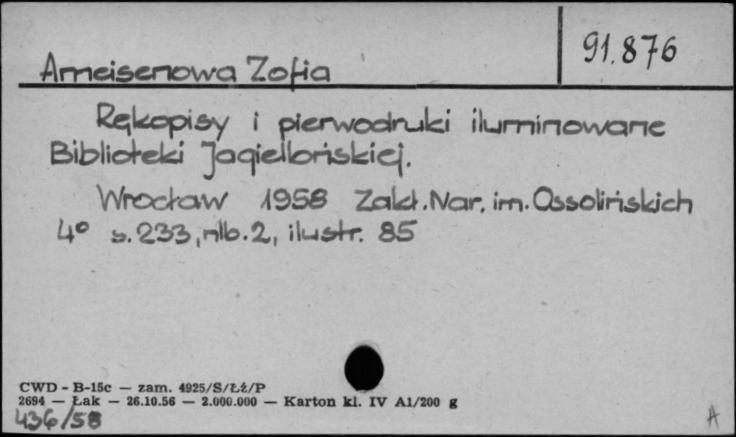 91.876
Ameisenowa Zofia
Rękopisy i pierwodruki iluminowane
Biblioteki Jagiellońskiej.
Wrocław 1958 Zakł. Nar. im. Ossolińskich
4º s. 233, nlb. 2, ilustr. 85
CWD - B-15c — zam. 4925/S/Łż/P
2694 — Łak — 26.10.56 — 2.000.000 — Karton kl. IV A1/200 g
436/58
A